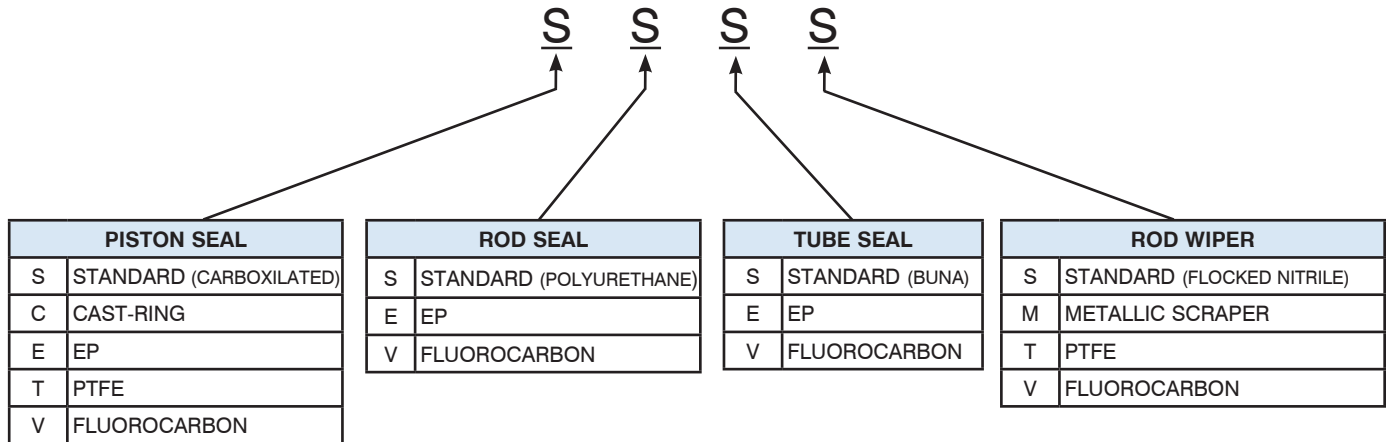 S S S S
PISTON SEAL
S STANDARD (CARBOXILATED)
C CAST-RING
E EP
T PTFE
V FLUOROCARBON
ROD SEAL
S STANDARD (POLYURETHANE)
E EP
V FLUOROCARBON
TUBE SEAL
S STANDARD (BUNA)
E EP
V FLUOROCARBON
ROD WIPER
S STANDARD (FLOCKED NITRILE)
M METALLIC SCRAPER
T PTFE
V FLUOROCARBON